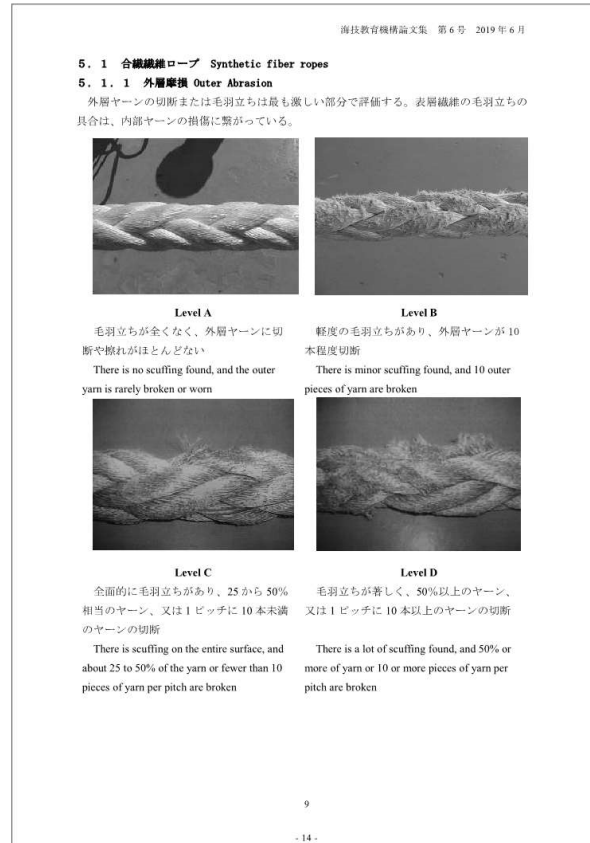 海技教育機構論文集　第6号　2019年6月
５．１　合繊繊維ロープ　Synthetic fiber ropes
５．１．１　外層摩損 Outer Abrasion
外層ヤーンの切断または毛羽立ちは最も激しい部分で評価する。表層繊維の毛羽立ちの
具合は、内部ヤーンの損傷に繋がっている。
Level A
毛羽立ちが全くなく、外層ヤーンに切
断や擦れがほとんどない
There is no scuffing found, and the outer
yarn is rarely broken or worn
Level B
軽度の毛羽立ちがあり、外層ヤーンが 10
本程度切断
There is minor scuffing found, and 10 outer
pieces of yarn are broken
Level C
全面的に毛羽立ちがあり、25 から 50%
相当のヤーン、又は 1 ピッチに 10 本未満
のヤーンの切断
There is scuffing on the entire surface, and
about 25 to 50% of the yarn or fewer than 10
pieces of yarn per pitch are broken
Level D
毛羽立ちが著しく、50%以上のヤーン、
又は 1 ピッチに 10 本以上のヤーンの切断
There is a lot of scuffing found, and 50% or
more of yarn or 10 or more pieces of yarn per
pitch are broken
9
- 14 -